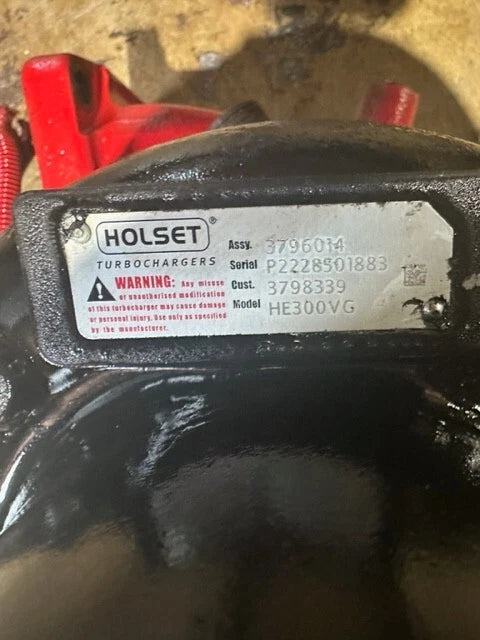 HOLSET®
TURBOCHARGERS
WARNING: Any misuse
or unauthorised modification
of this turbocharger may cause damage
or personal injury. Use only as specified
by the manufacturer.
Assy. 3796014
Serial P2228501883
Cust. 3798339
Model HE300VG